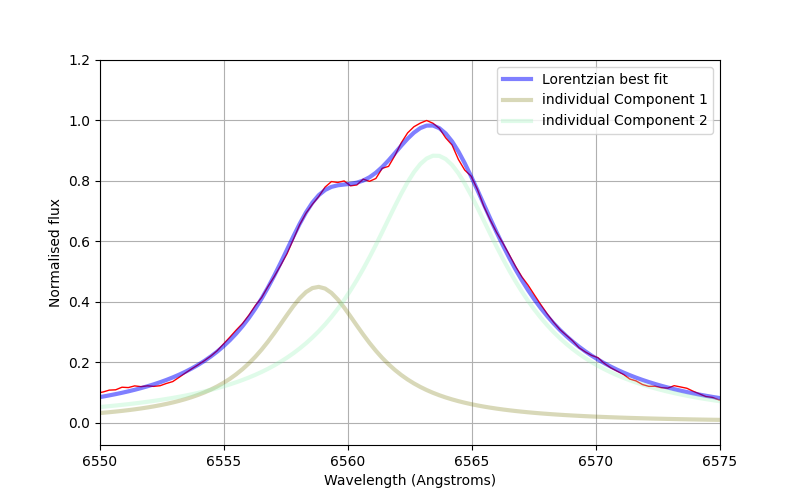 1.2
1.0
0.8
0.6
0.4
0.2
0.0
Normalised flux
Lorentzian best fit
individual Component 1
individual Component 2
6550 6555 6560 6565 6570 6575
Wavelength (Angstroms)